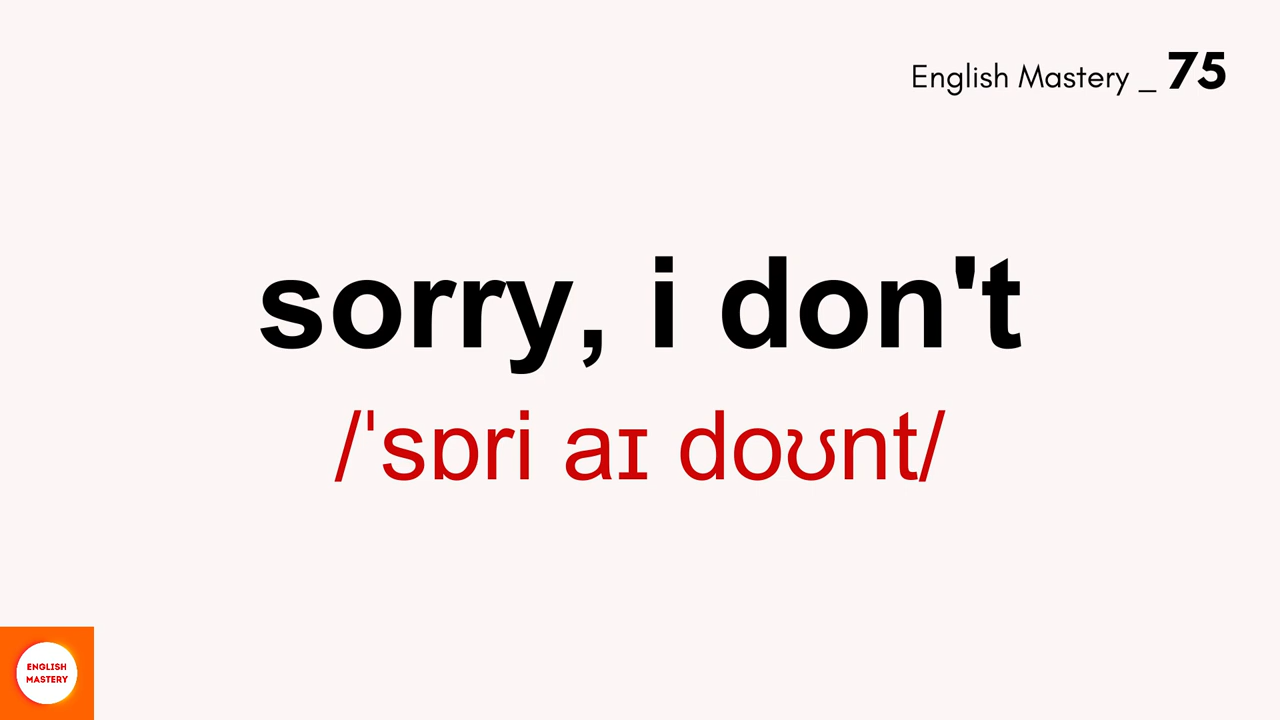 English Mastery _ 75
sorry, i don't
/ˈsɒri aɪ doʊnt/
ENGLISH
MASTERY